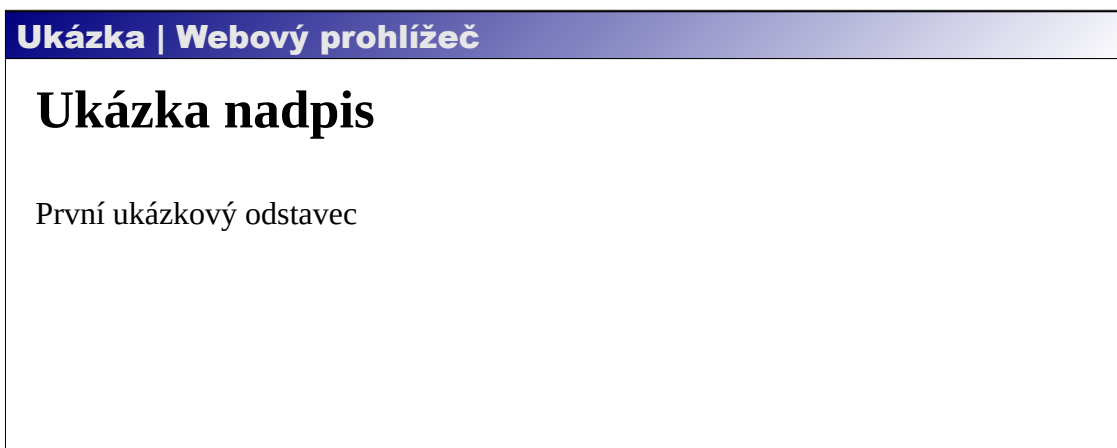 Ukázka | Webový prohlížeč
Ukázka nadpis
První ukázkový odstavec